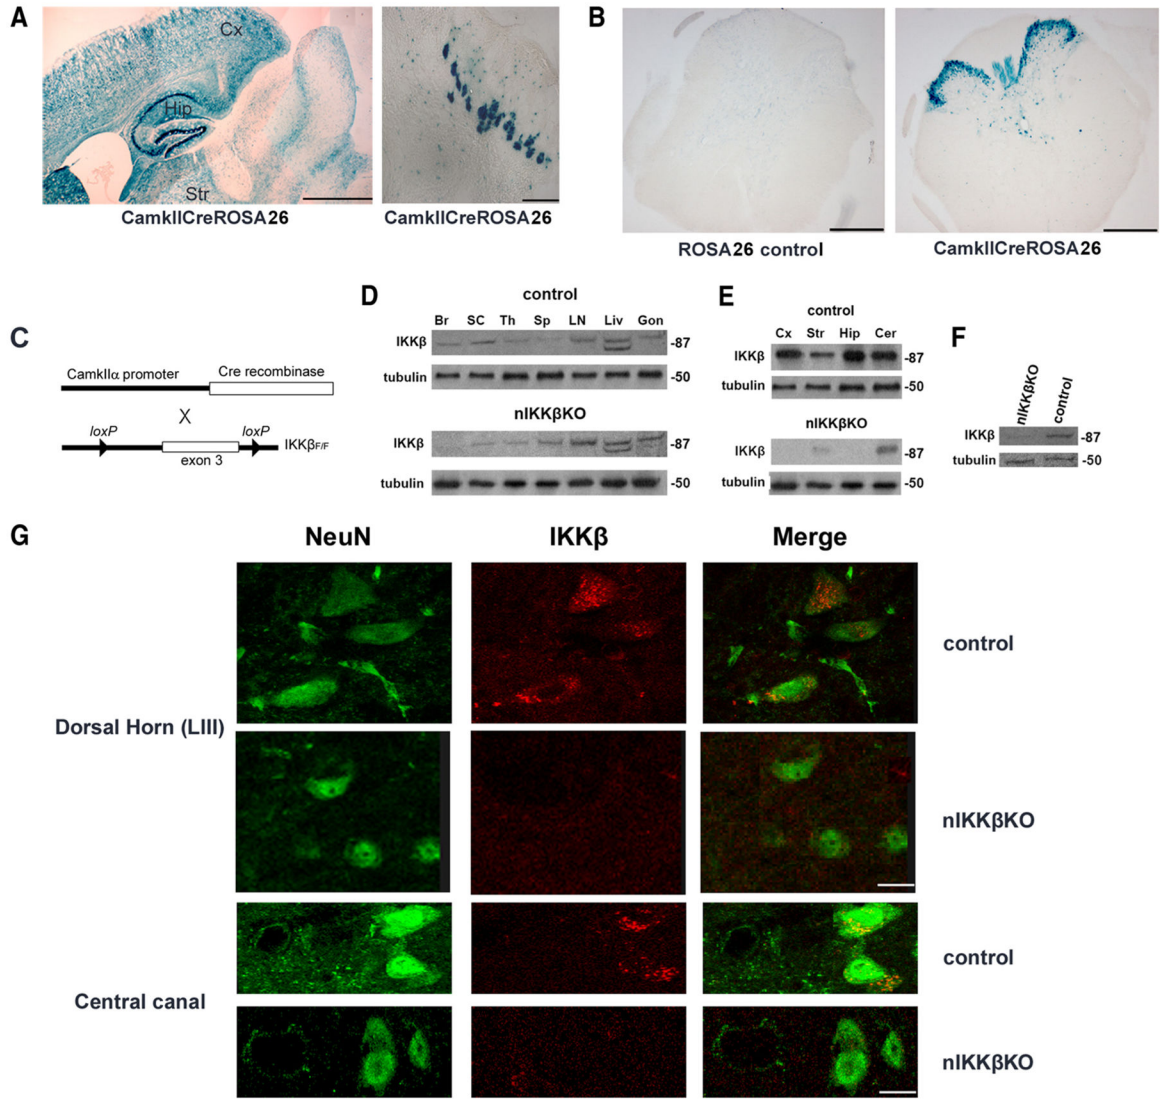 A
Cx
Hip
Str
CamkIICreROSA26
CamkIICreROSA26
B
ROSA26 control
CamkIICreROSA26
C
CamkIIα promoter
Cre recombinase
X
loxP
loxP
IKKβF/F
exon 3
D
control
Br SC Th Sp LN Liv Gon
IKKβ -87
tubulin -50
nIKKβKO
IKKβ -87
tubulin -50
E
control
Cx Str Hip Cer
IKKβ -87
tubulin -50
nIKKβKO
IKKβ -87
tubulin -50
F
nIKKβKO
control
IKKβ -87
tubulin -50
G
NeuN IKKβ Merge
control
Dorsal Horn (LIII)
nIKKβKO
control
Central canal
nIKKβKO